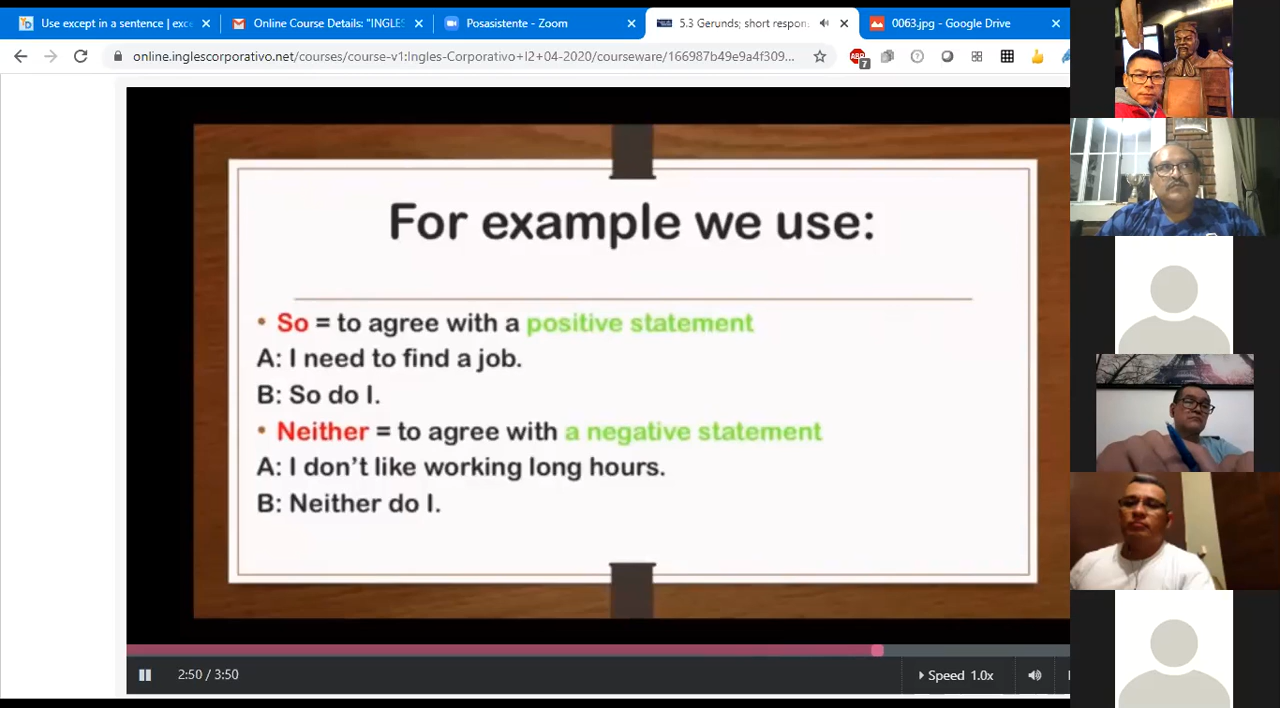 Use except in a sentence | exce
Online Course Details: "INGLES
Posasistente - Zoom
5.3 Gerunds; short respon
0063.jpg - Google Drive
online.inglescorporativo.net/courses/course-v1:InglesCorporativo+I2+04-2020/courseware/166987b49e9a4f309...
7
For example we use:
• So = to agree with a positive statement
A: I need to find a job.
B: So do I.
• Neither = to agree with a negative statement
A: I don't like working long hours.
B: Neither do I.
2:50 / 3:50
Speed 1.0x